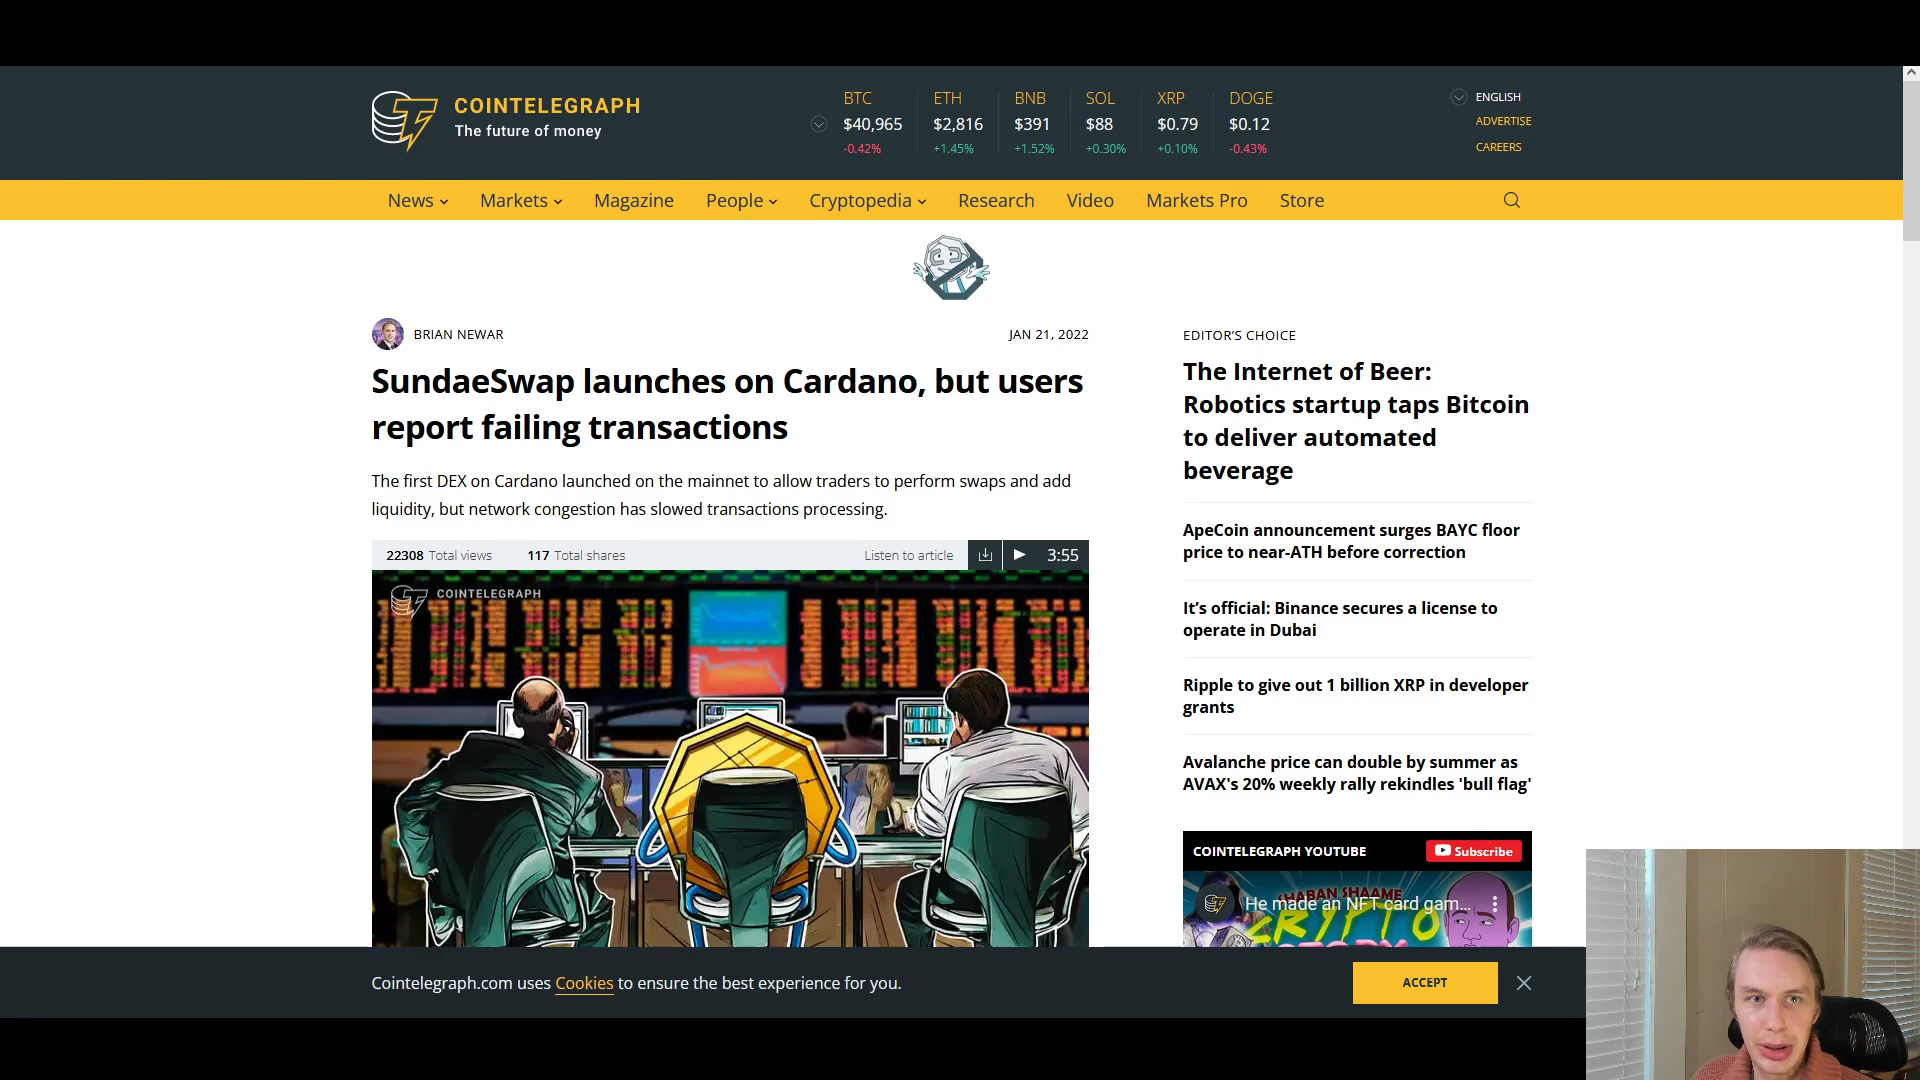 COINTELEGRAPH
The future of money
BTC
$40,965
-0.42%
ETH
$2,816
+1.45%
BNB
$391
+1.52%
SOL
$88
+0.30%
XRP
$0.79
+0.10%
DOGE
$0.12
-0.43%
ENGLISH
ADVERTISE
CAREERS
News Markets Magazine People Cryptopedia Research Video Markets Pro Store
BRIAN NEWAR
JAN 21, 2022
SundaeSwap launches on Cardano, but users
report failing transactions
The first DEX on Cardano launched on the mainnet to allow traders to perform swaps and add
liquidity, but network congestion has slowed transactions processing.
22308 Total views 117 Total shares Listen to article 3:55
COINTELEGRAPH
EDITOR'S CHOICE
The Internet of Beer:
Robotics startup taps Bitcoin
to deliver automated
beverage
ApeCoin announcement surges BAYC floor
price to near-ATH before correction
It’s official: Binance secures a license to
operate in Dubai
Ripple to give out 1 billion XRP in developer
grants
Avalanche price can double by summer as
AVAX's 20% weekly rally rekindles 'bull flag'
COINTELEGRAPH YOUTUBE
Subscribe
SHABAN SHAAME
He made an NFT card gam...
CRYPTO
Cointelegraph.com uses Cookies to ensure the best experience for you.
ACCEPT